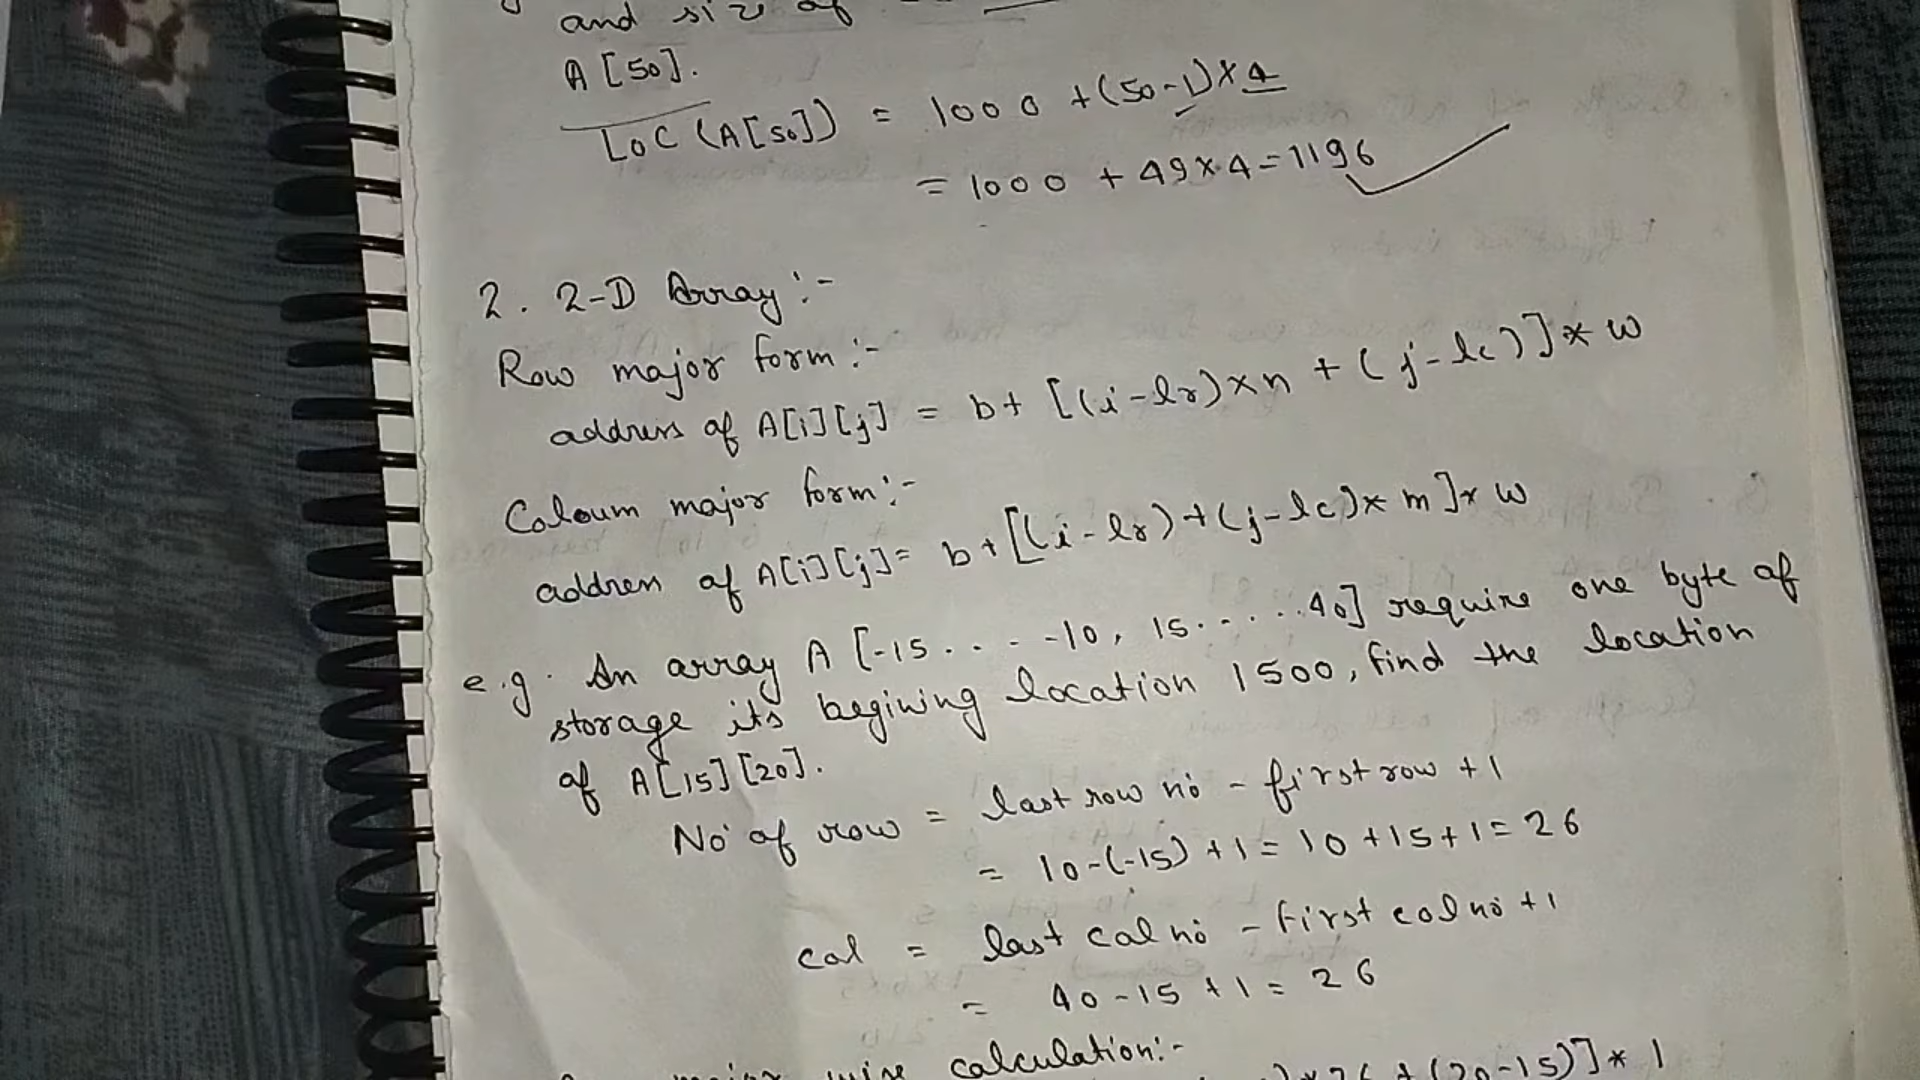 and size of
A[50].
LOC (A[50]) = 1000 + (50-1)×4
= 1000 + 49×4 = 1196
2. 2-D Array :-
Row major form :-
address of A[i][j] = b + [(i-lr)×n + (j-lc)]*w
Coloum major form :-
address of A[i][j] = b + [(i-lr)+(j-lc)* m]* w
e.g. An array A [-15....-10, 15.....40] require one byte of
storage its begining location 1500, find the location
of A[15][20].
No of row = last row no - first row + 1
= 10-(-15) + 1 = 10 + 15 + 1 = 26
col = last col no - first col no + 1
= 40 - 15 + 1 = 26
major wise calculation :-
)*26 + (20-15)] * 1